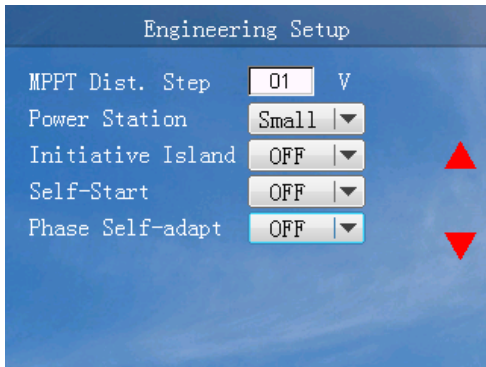 Engineering Setup
MPPT Dist. Step 01 V
Power Station Small
Initiative Island OFF
Self-Start OFF
Phase Self-adapt OFF